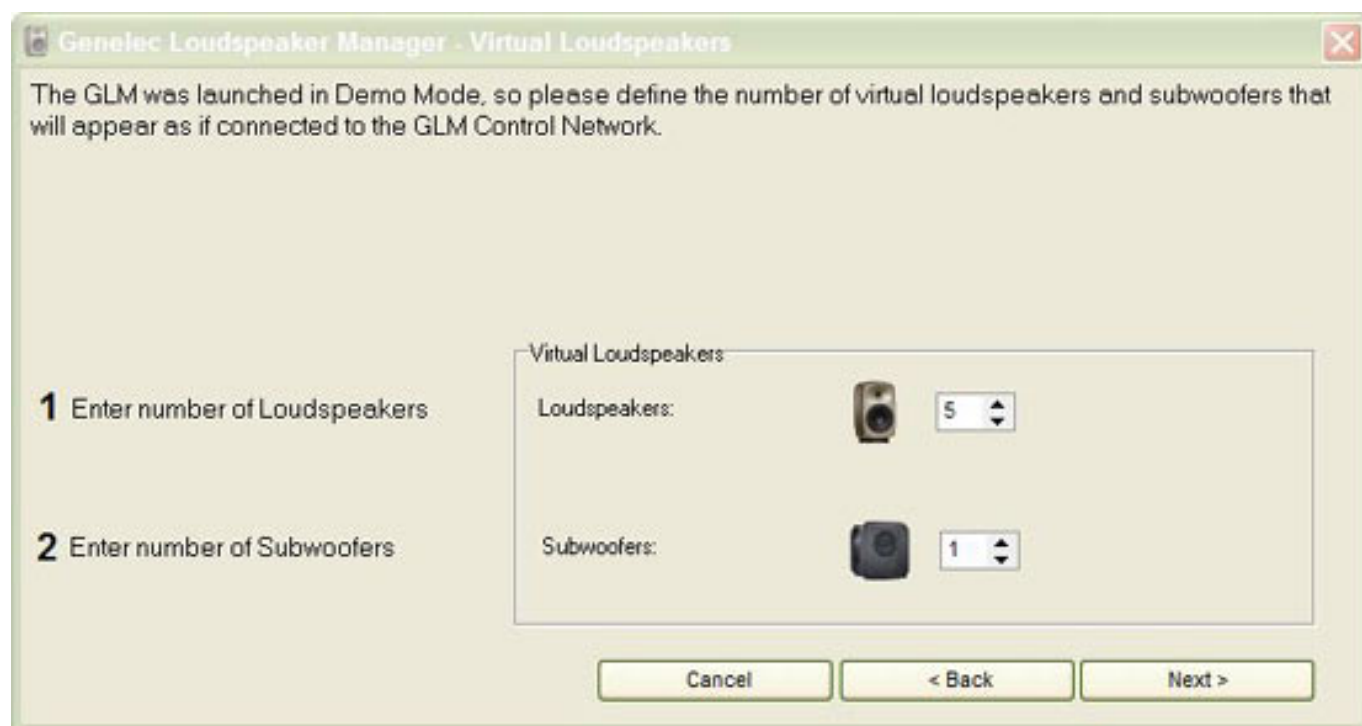 Genelec Loudspeaker Manager - Virtual Loudspeakers
The GLM was launched in Demo Mode, so please define the number of virtual loudspeakers and subwoofers that
will appear as if connected to the GLM Control Network.
Virtual Loudspeakers
1 Enter number of Loudspeakers
Loudspeakers:
5
2 Enter number of Subwoofers
Subwoofers:
1
Cancel
< Back
Next >